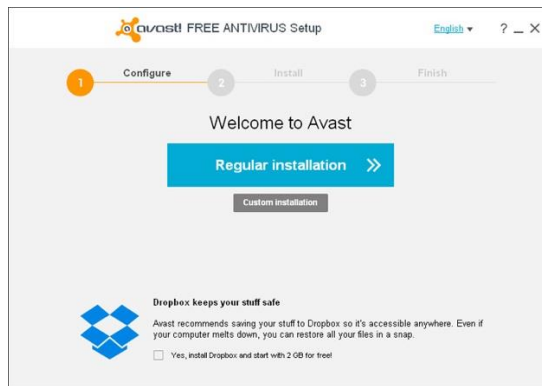 avast! FREE ANTIVIRUS Setup
English
? _ X
1 Configure 2 Install 3 Finish
Welcome to Avast
Regular installation
Custom installation
Dropbox keeps your stuff safe
Avast recommends saving your stuff to Dropbox so it's accessible anywhere. Even if
your computer melts down, you can restore all your files in a snap.
Yes, install Dropbox and start with 2 GB for free!